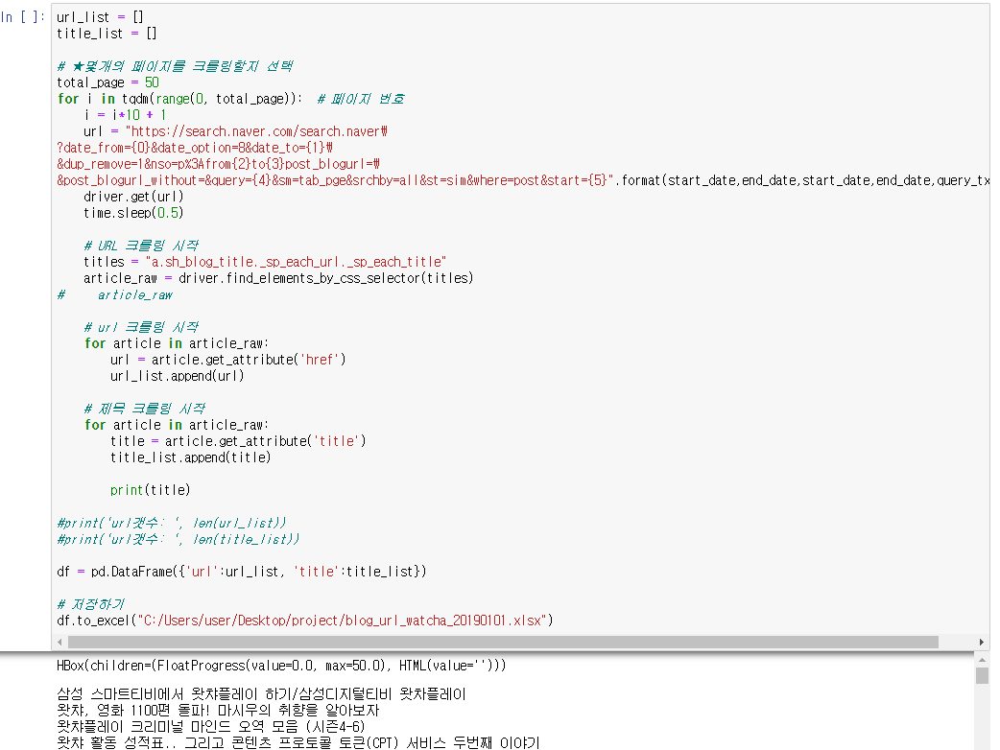 In [ ]:
url_list = []
title_list = []
# ★몇개의 페이지를 크롤링할지 선택
total_page = 50
for i in tqdm(range(0, total_page)):  # 페이지 번호
    i = i*10 + 1
    url = "https://search.naver.com/search.naver₩
?date_from={0}&date_option=8&date_to={1}₩
&dup_remove=1&nso=p%3Afrom{2}to{3}post_blogurl=₩
&post_blogurl_without=&query={4}&sm=tab_pge&srchby=all&st=sim&where=post&start={5}".format(start_date,end_date,start_date,end_date,query_tx
    driver.get(url)
    time.sleep(0.5)
    # URL 크롤링 시작
    titles = "a.sh_blog_title._sp_each_url._sp_each_title"
    article_raw = driver.find_elements_by_css_selector(titles)
#     article_raw
    # url 크롤링 시작
    for article in article_raw:
        url = article.get_attribute('href')
        url_list.append(url)
    # 제목 크롤링 시작
    for article in article_raw:
        title = article.get_attribute('title')
        title_list.append(title)
        print(title)
#print('url갯수: ', len(url_list))
#print('url갯수: ', len(title_list))
df = pd.DataFrame({'url':url_list, 'title':title_list})
# 저장하기
df.to_excel("C:/Users/user/Desktop/project/blog_url_watcha_20190101.xlsx")
HBox(children=(FloatProgress(value=0.0, max=50.0), HTML(value='')))
삼성 스마트티비에서 왓챠플레이 하기/삼성디지털티비 왓챠플레이
왓챠, 영화 1100편 돌파! 마시우의 취향을 알아보자
왓챠플레이 크리미널 마인드 오역 모음 (시즌4-6)
왓챠 활동 성적표.. 그리고 콘텐츠 프로토콜 토큰(CPT) 서비스 두번째 이야기